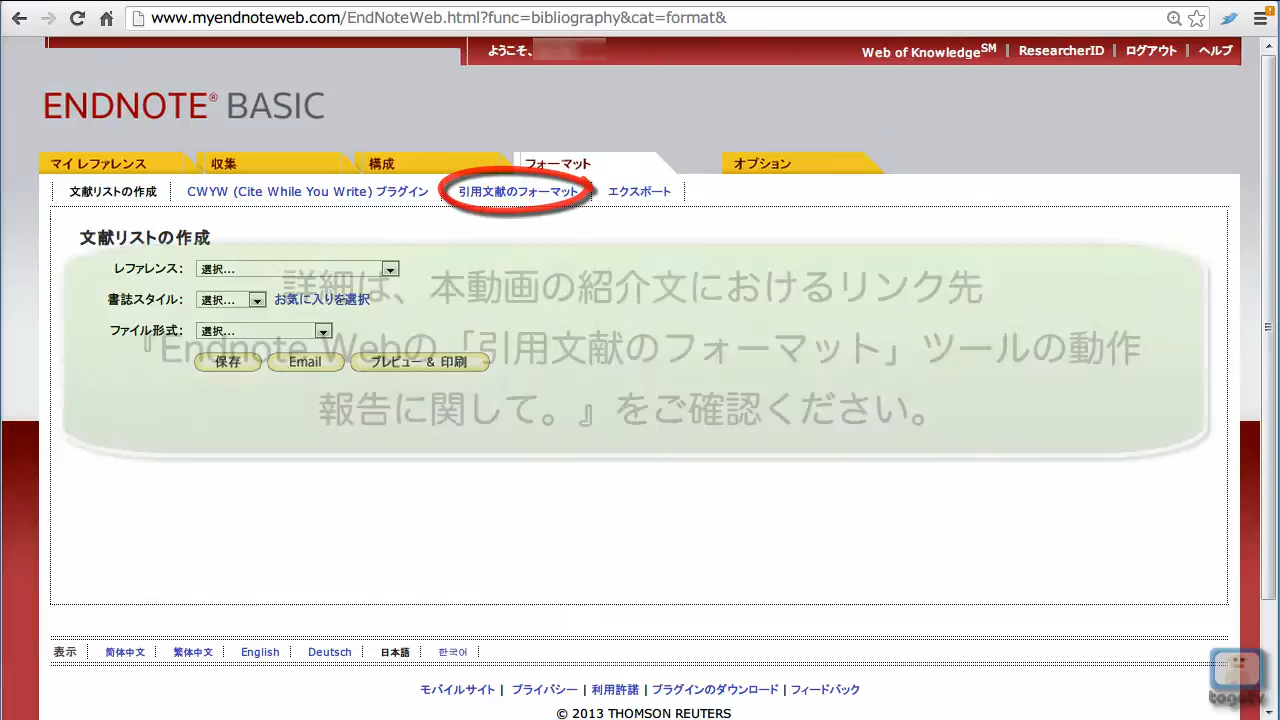 www.myendnoteweb.com/EndNoteWeb.html?func=bibliography&cat=format&
ようこそ、
Web of Knowledge℠ | ResearcherID | ログアウト | ヘルプ
ENDNOTE® BASIC
マイ レファレンス 収集 構成 フォーマット オプション
文献リストの作成 CWYW (Cite While You Write) プラグイン 引用文献のフォーマット エクスポート
文献リストの作成
レファレンス: 選択...
詳細は、本動画の紹介文におけるリンク先
書誌スタイル: 選択... お気に入りを選択
ファイル形式: 選択...
『Endnote Webの「引用文献のフォーマット」ツールの動作
保存 Email プレビュー & 印刷
報告に関して。』をご確認ください。
表示 简体中文 繁体中文 English Deutsch 日本語 한국어
モバイルサイト | プライバシー | 利用許諾 | プラグインのダウンロード | フィードバック
© 2013 THOMSON REUTERS
togotv